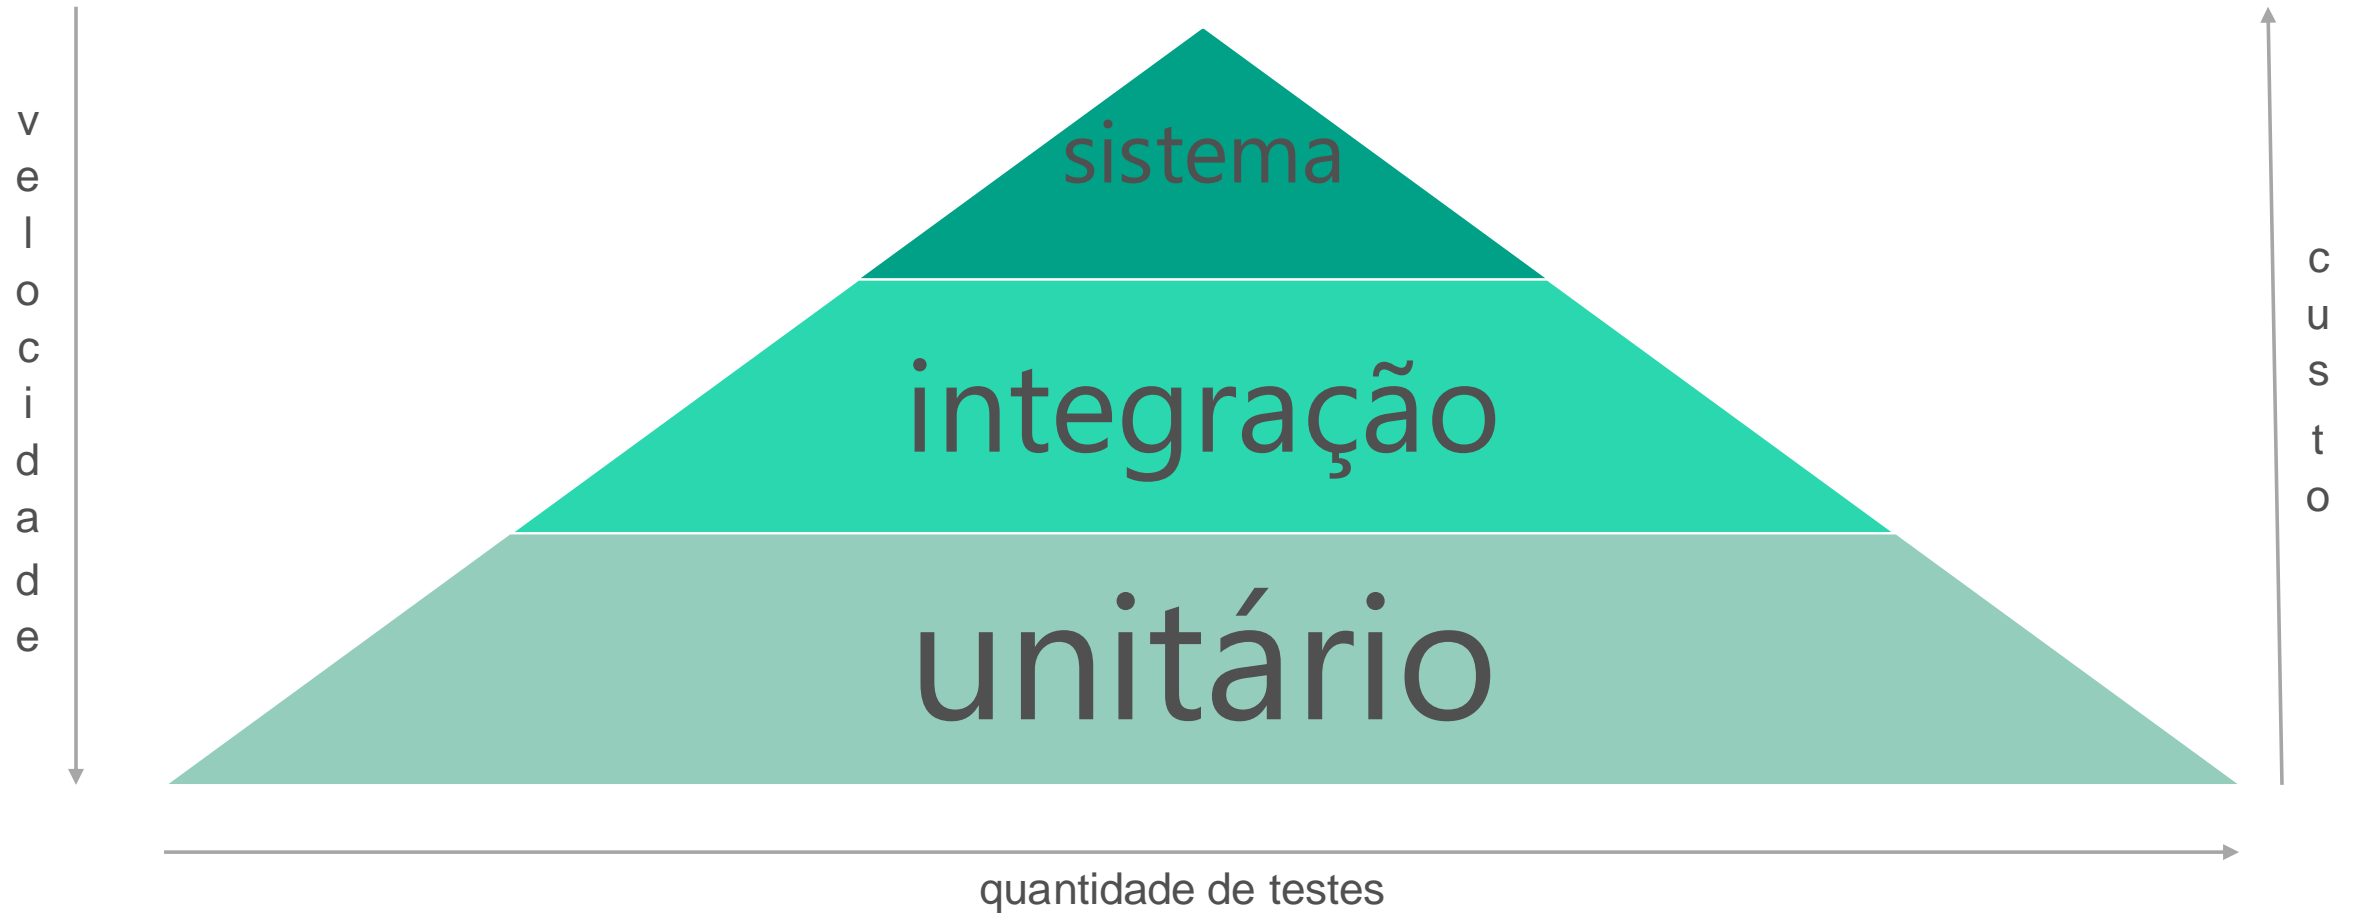 velocidade
sistema
integração
unitário
custo
quantidade de testes